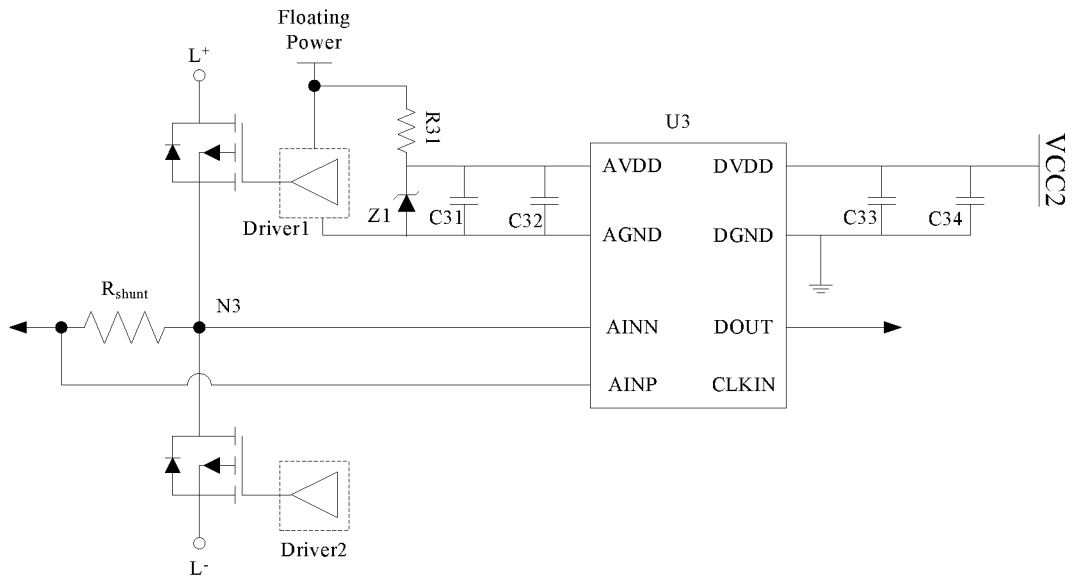 Floating
Power
L+
R31
U3
AVDD
DVDD
VCC2
Z1
C31
C32
C33
C34
Driver1
AGND
DGND
Rshunt
N3
AINN
DOUT
AINP
CLKIN
Driver2
L-